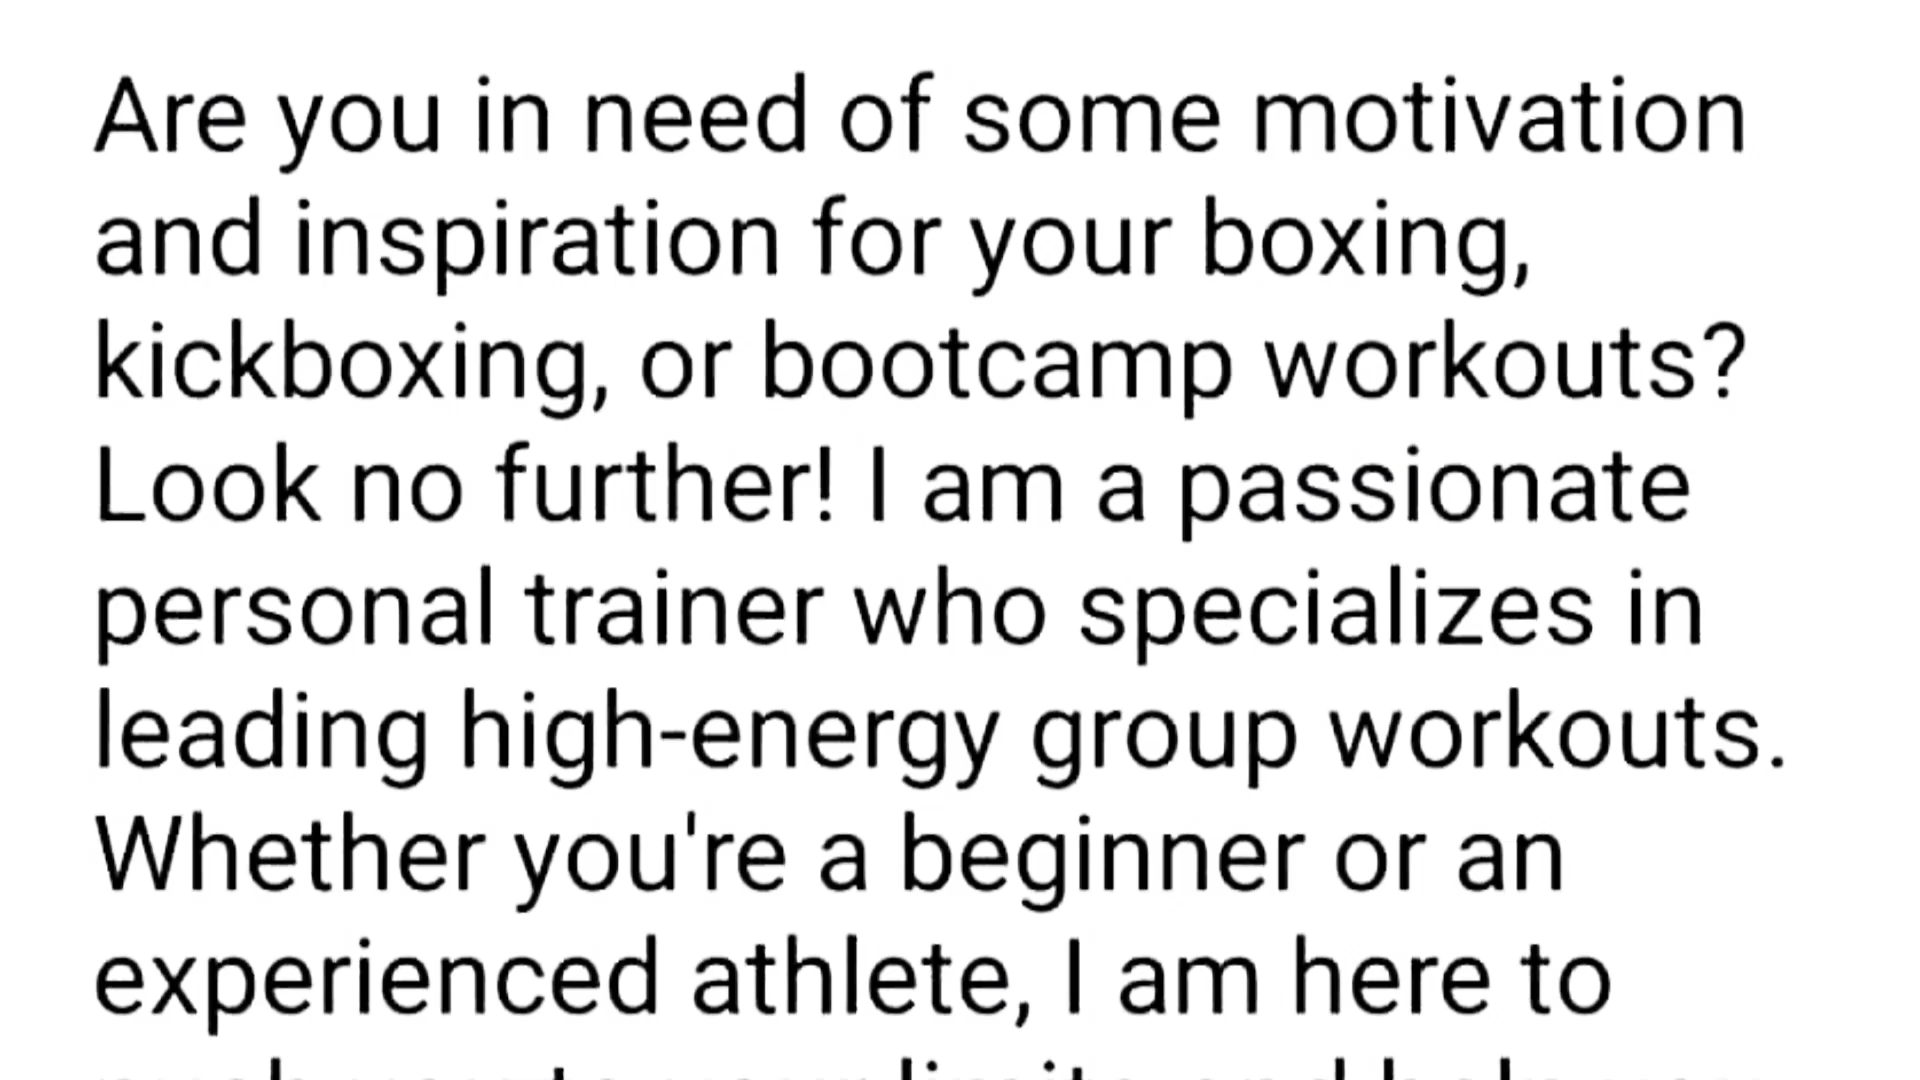 Are you in need of some motivation
and inspiration for your boxing,
kickboxing, or bootcamp workouts?
Look no further! I am a passionate
personal trainer who specializes in
leading high-energy group workouts.
Whether you're a beginner or an
experienced athlete, I am here to